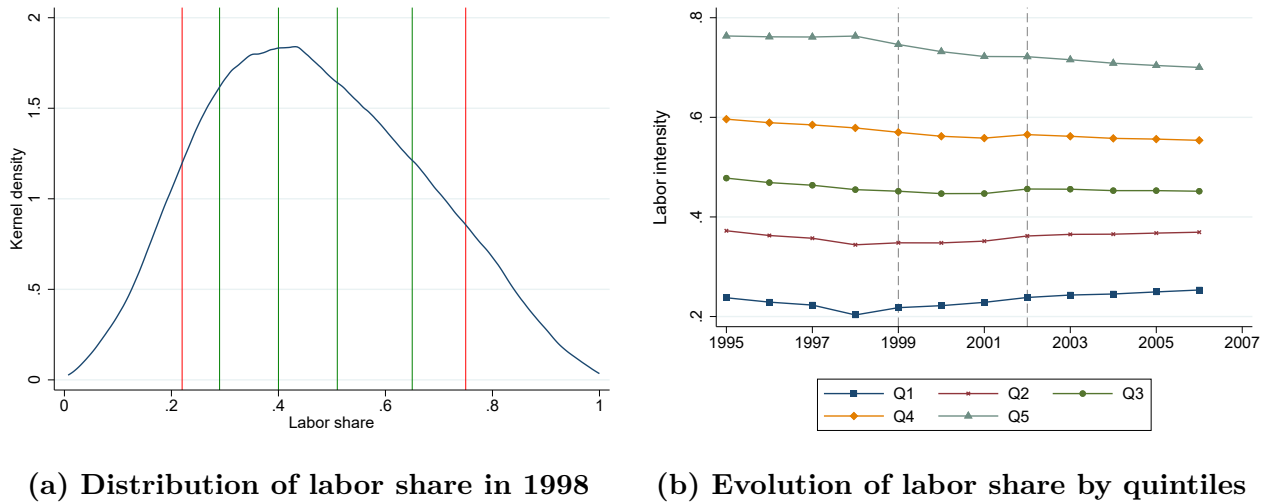 2
1.5
1
.5
0
Kernel density
0 .2 .4 .6 .8 1
Labor share
(a) Distribution of labor share in 1998
.8
.6
.4
.2
Labor intensity
1995 1997 1999 2001 2003 2005 2007
Q1 Q2 Q3
Q4 Q5
(b) Evolution of labor share by quintiles